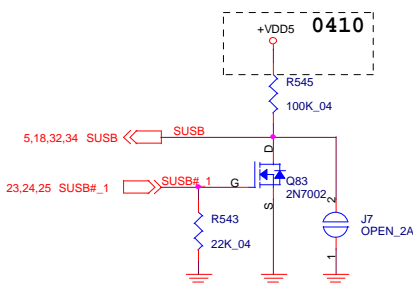 +VDD5 0410
R545
100K_04
5,18,32,34 SUSB SUSB
D
23,24,25 SUSB#_1 SUSB#_1 G Q83
2N7002
S
R543
22K_04
2
J7
OPEN_2A
1